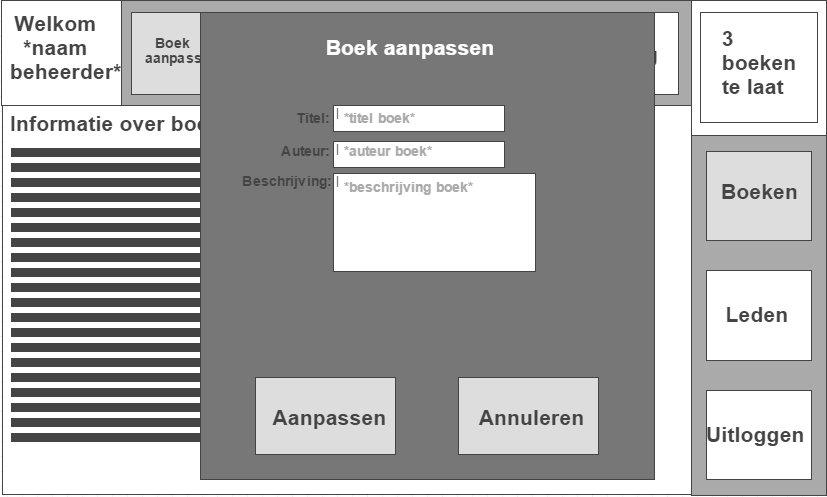 Welkom
*naam
beheerder*
Boek
aanpass
Boek aanpassen
3
boeken
te laat
Informatie over boe
Titel: *titel boek*
Auteur: *auteur boek*
Beschrijving: *beschrijving boek*
Boeken
Leden
Aanpassen
Annuleren
Uitloggen